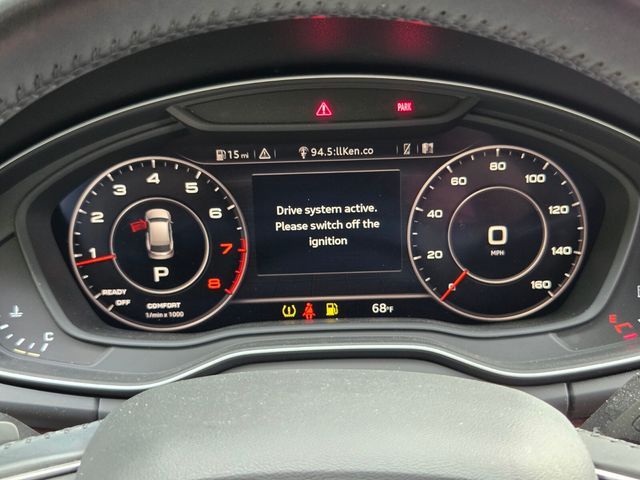 PARK
15 mi
94.5:llKen.co
Drive system active.
Please switch off the
ignition
1
2
3
4
5
6
7
8
READY
OFF
P
COMFORT
1/min x 1000
0
20
40
60
80
100
120
140
160
0
MPH
68°F
C
E